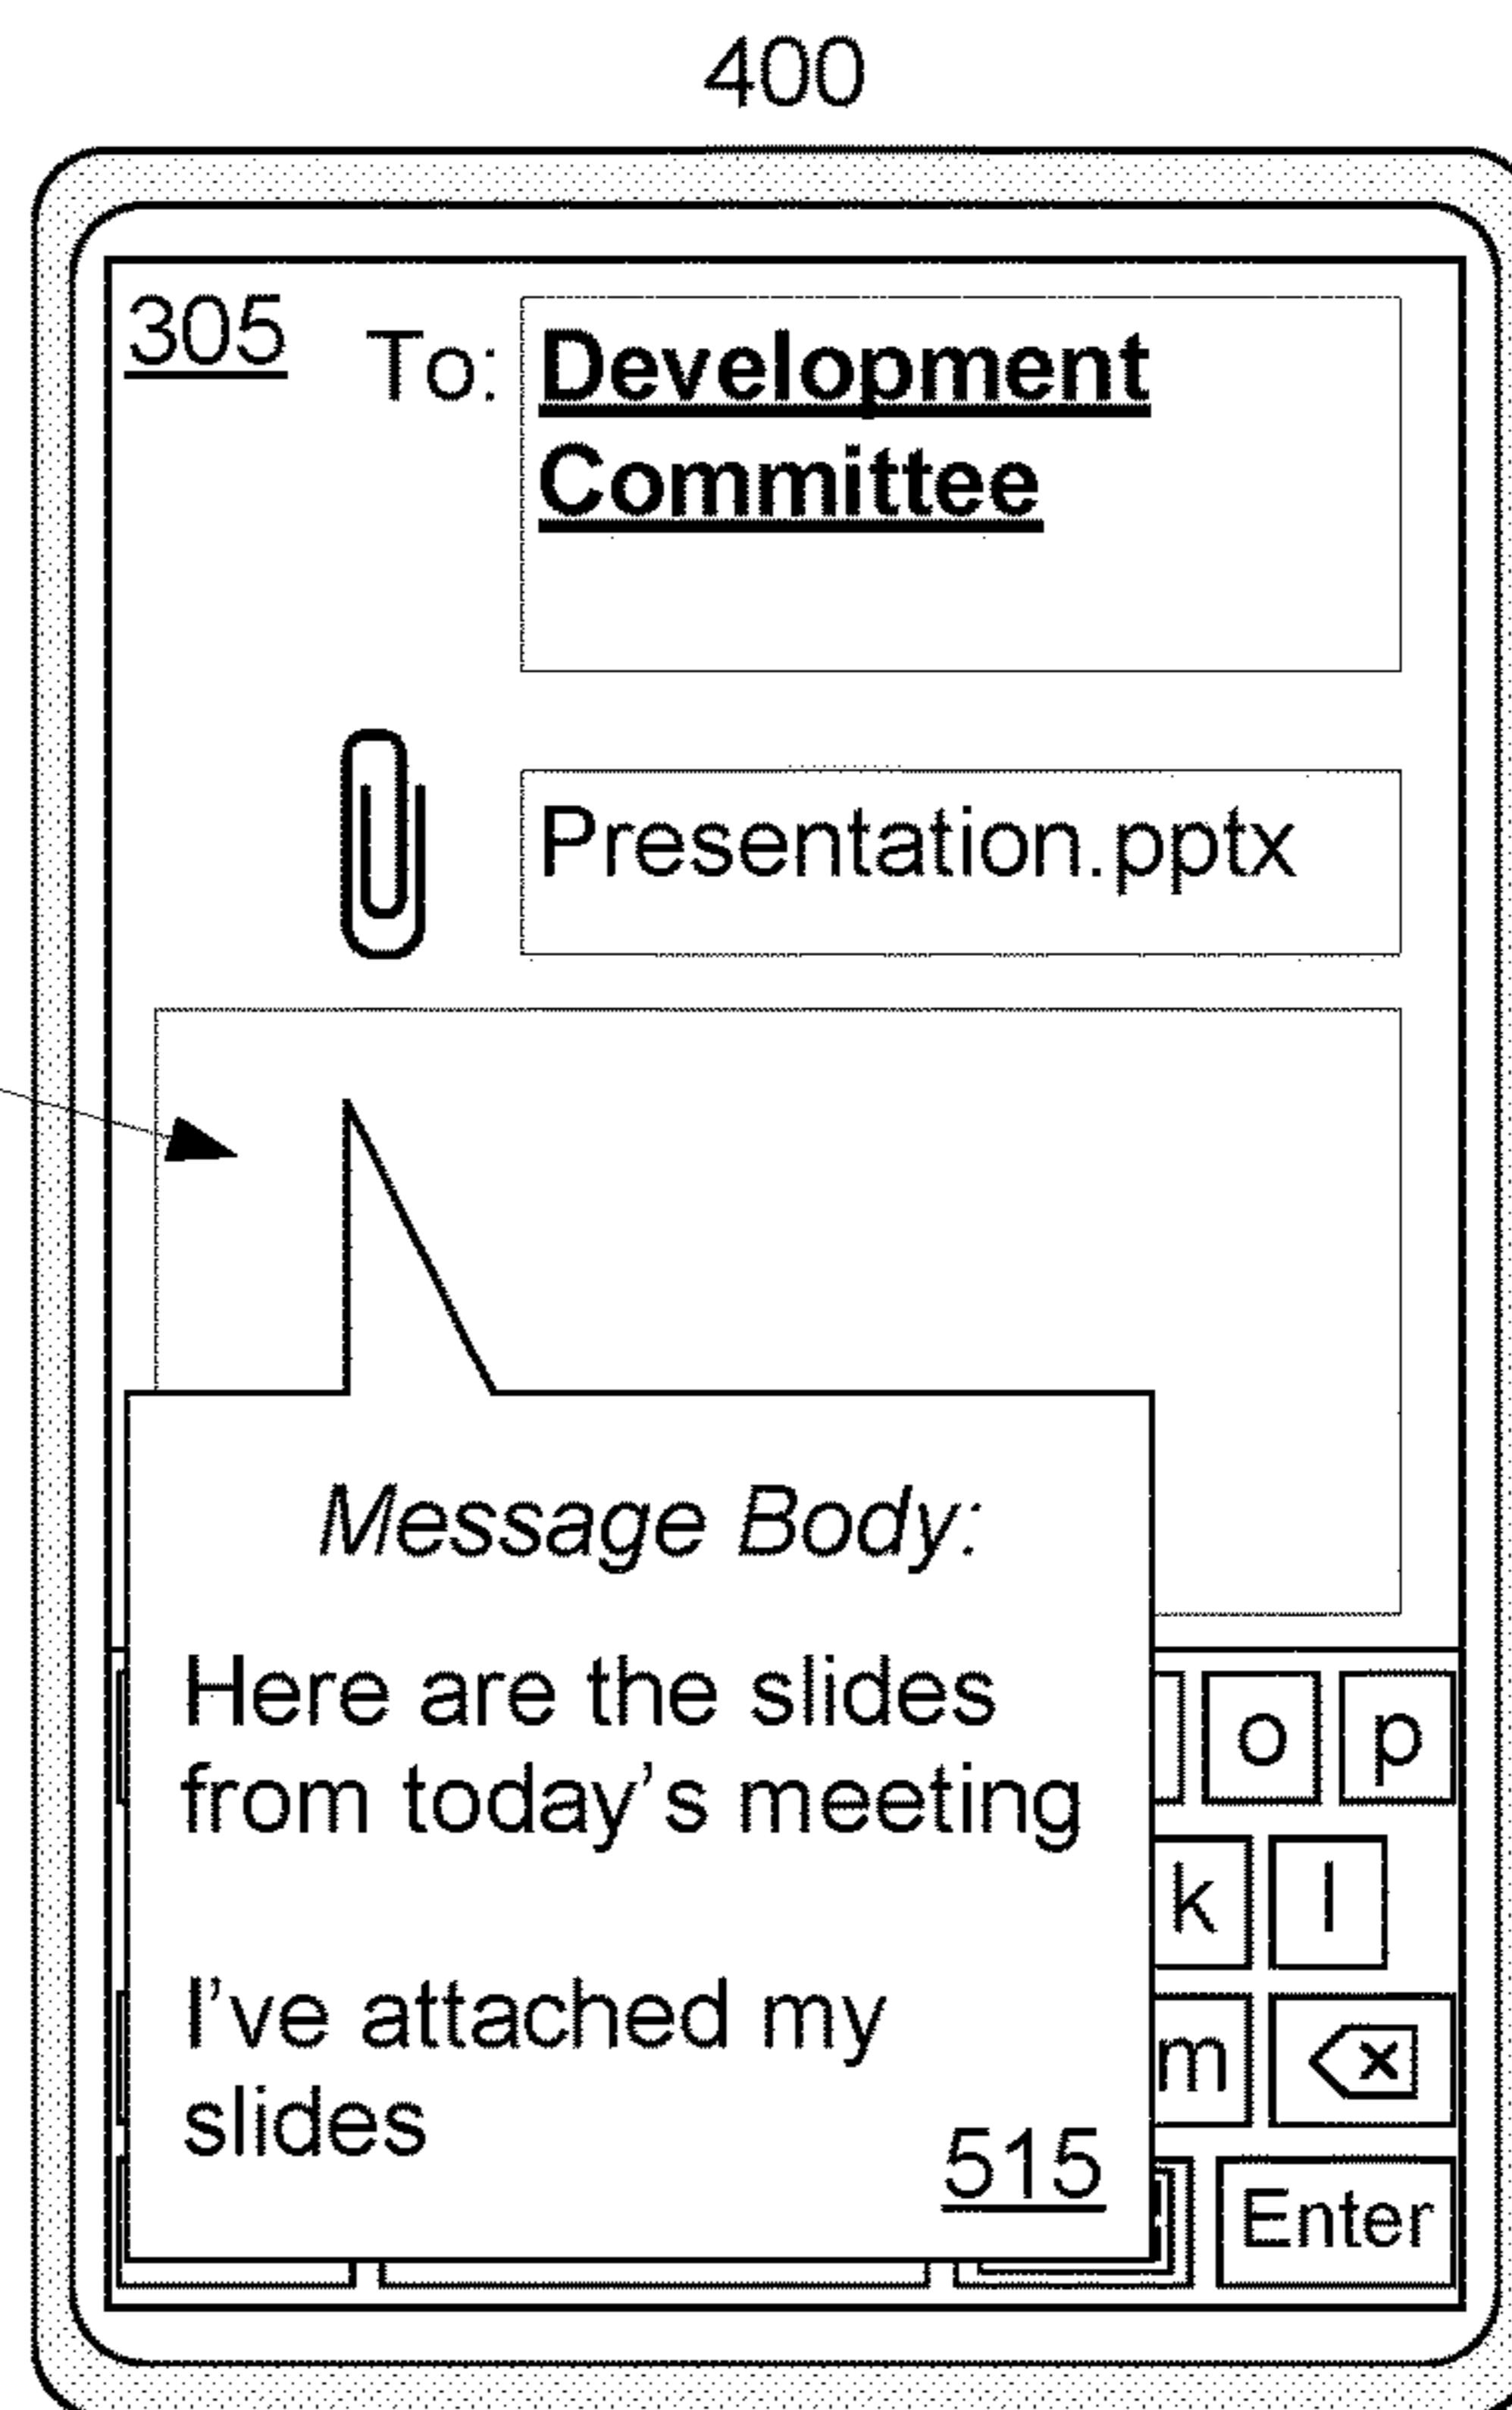 400
305 To: Development
Committee
Presentation.pptx
Message Body:
Here are the slides
from today's meeting
I've attached my
slides
515
o p
k l
m
Enter